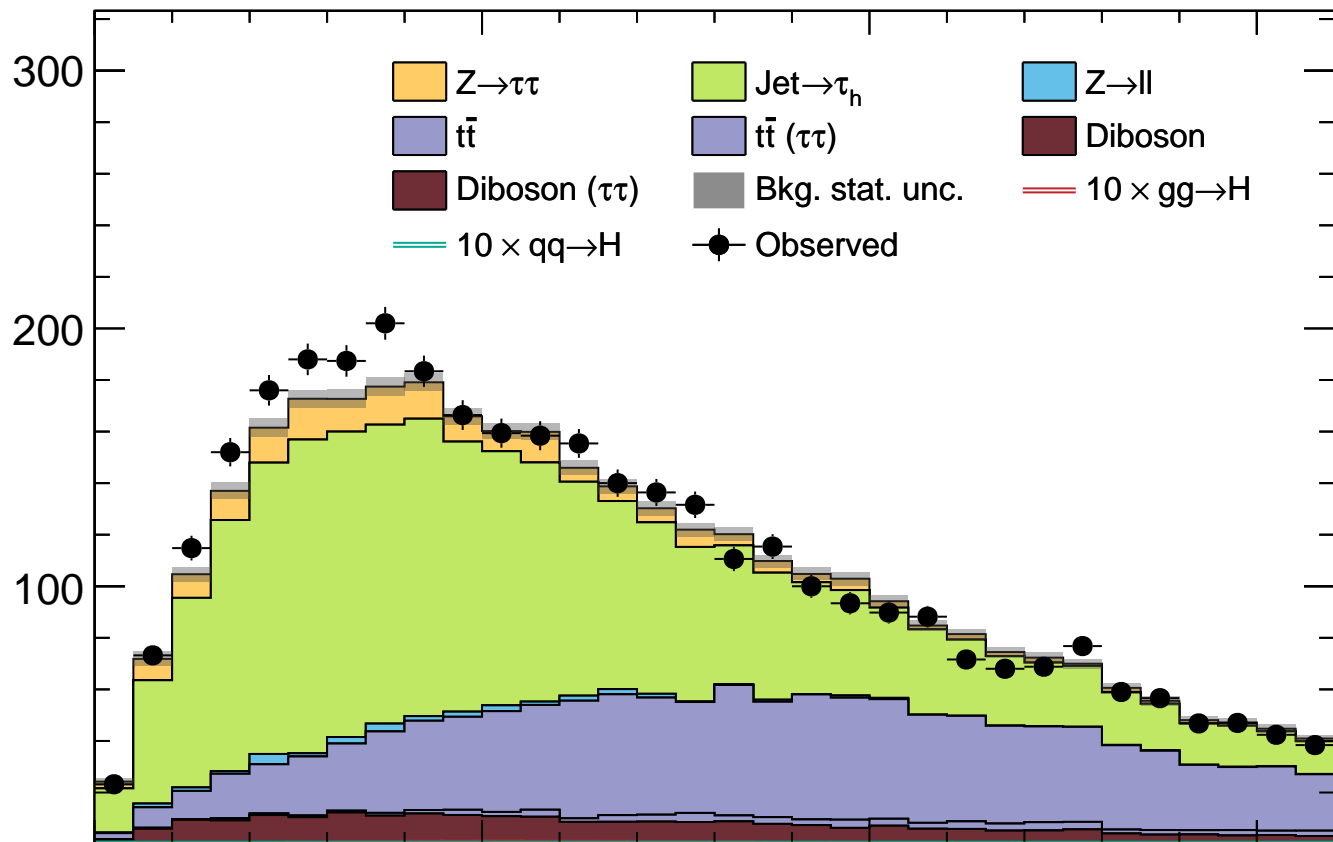 300
Z→ττ Jet→τh Z→ll
tt̄ tt̄ (ττ) Diboson
Diboson (ττ) Bkg. stat. unc. 10 × gg→H
10 × qq→H Observed
200
100